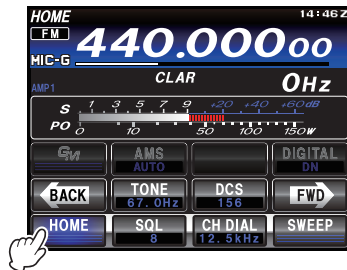 HOME 14:46Z
FM 440.00000
MIC-G
CLAR 0Hz
AMP1
S 1 3 5 7 9 +20 +40 +60dB
PO 0 10 50 100 150W
GM AMS AUTO DIGITAL DN
BACK TONE 67.0Hz DCS 156 FWD
HOME SQL 8 CH DIAL 12.5kHz SWEEP